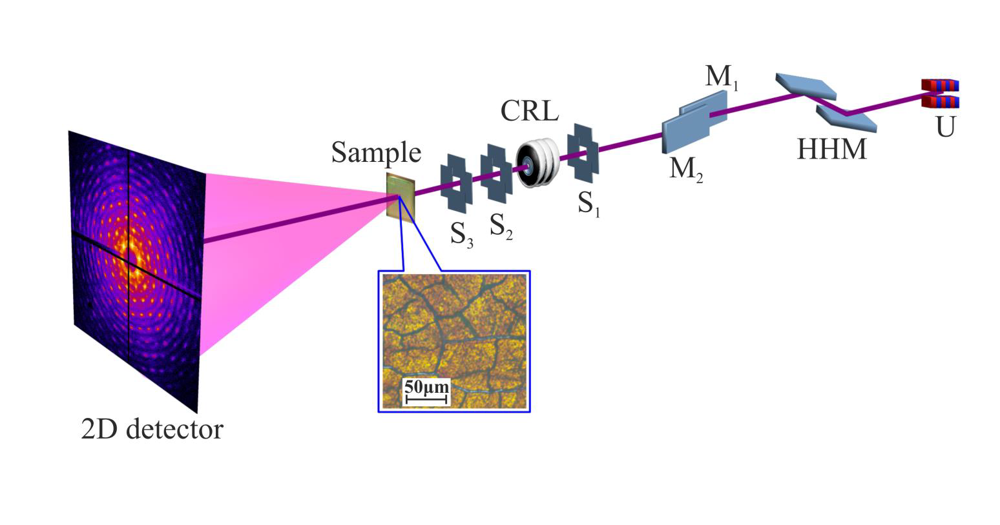 M₁
CRL
U
HHM
Sample
M₂
S₁
S₂
S₃
50μm
2D detector